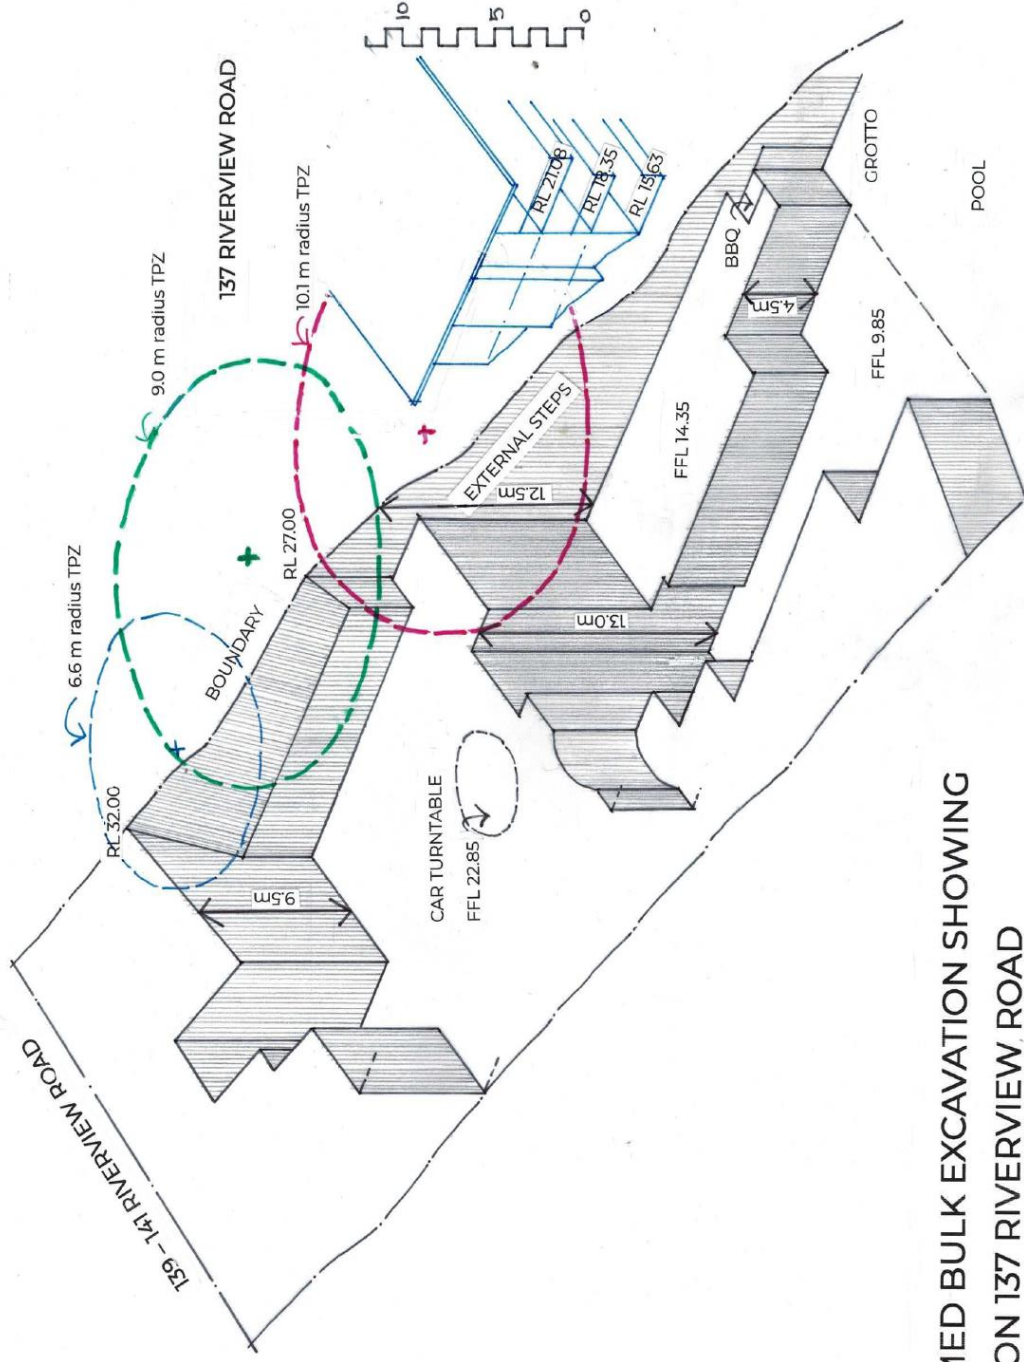 10
5
0
137 RIVERVIEW ROAD
10.1 m radius TPZ
9.0 m radius TPZ
6.6 m radius TPZ
RL 21.08
RL 18.35
RL 15.63
GROTTO
POOL
BBQ
4.5m
FFL 9.85
FFL 14.35
EXTERNAL STEPS
12.5m
RL 27.00
BOUNDARY
13.0m
RL 32.00
CAR TURNTABLE
FFL 22.85
9.5m
139 – 141 RIVERVIEW ROAD
BULK EXCAVATION SHOWING
ON 137 RIVERVIEW ROAD